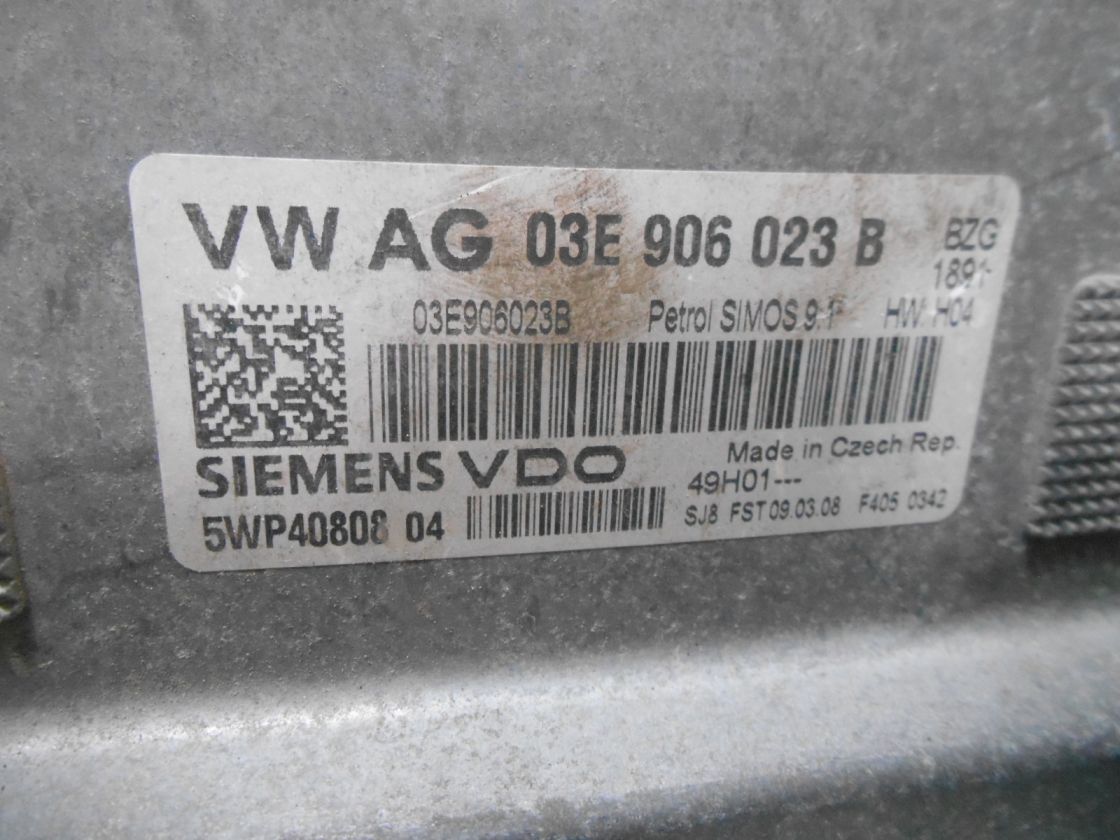 VW AG 03E 906 023 B BZG
1891-
03E906023B Petrol SIMOS 9.1 HW: H04
SIEMENS VDO Made in Czech Rep.
49H01---
5WP40808 04 SJ8 FST 09.03.08 F405 0342